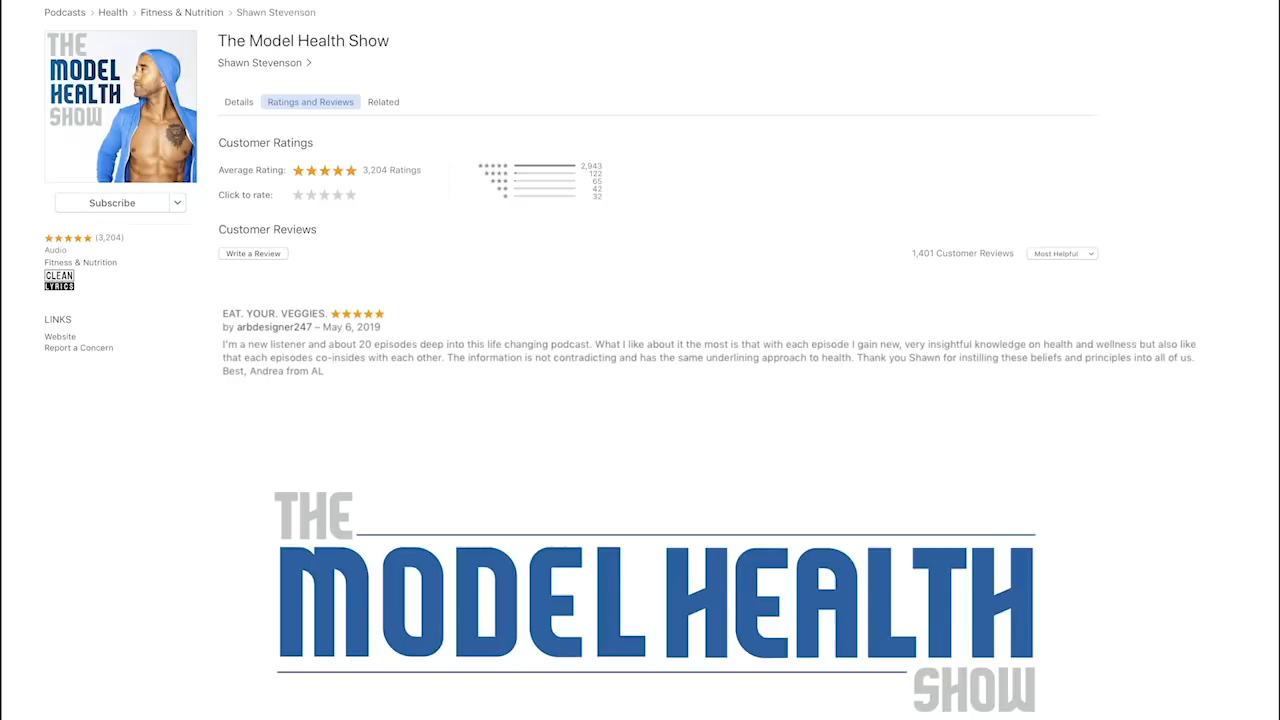 Podcasts > Health > Fitness & Nutrition > Shawn Stevenson
THE
MODEL
HEALTH
SHOW
The Model Health Show
Shawn Stevenson >
Details Ratings and Reviews Related
Customer Ratings
Average Rating: ★★★★★ 3,204 Ratings
Click to rate: ★★★★★
★★★★★ 2,943
★★★★ 122
★★★ 65
★★ 42
★ 32
Subscribe
Customer Reviews
Write a Review
1,401 Customer Reviews Most Helpful
★★★★★ (3,204)
Audio
Fitness & Nutrition
CLEAN
LYRICS
LINKS
Website
Report a Concern
EAT. YOUR. VEGGIES. ★★★★★
by arbdesigner247 – May 6, 2019
I'm a new listener and about 20 episodes deep into this life changing podcast. What I like about it the most is that with each episode I gain new, very insightful knowledge on health and wellness but also like
that each episodes co-insides with each other. The information is not contradicting and has the same underlining approach to health. Thank you Shawn for instilling these beliefs and principles into all of us.
Best, Andrea from AL
THE
MODEL HEALTH
SHOW